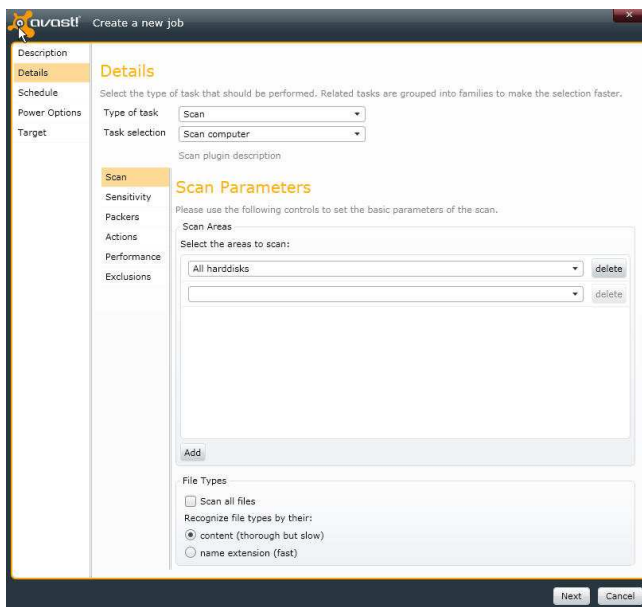 avast! Create a new job
Description
Details
Schedule
Power Options
Target
Details
Select the type of task that should be performed. Related tasks are grouped into families to make the selection faster.
Type of task
Scan
Task selection
Scan computer
Scan plugin description
Scan
Sensitivity
Packers
Actions
Performance
Exclusions
Scan Parameters
Please use the following controls to set the basic parameters of the scan.
Scan Areas
Select the areas to scan:
All harddisks
delete
delete
Add
File Types
Scan all files
Recognize file types by their:
content (thorough but slow)
name extension (fast)
Next
Cancel